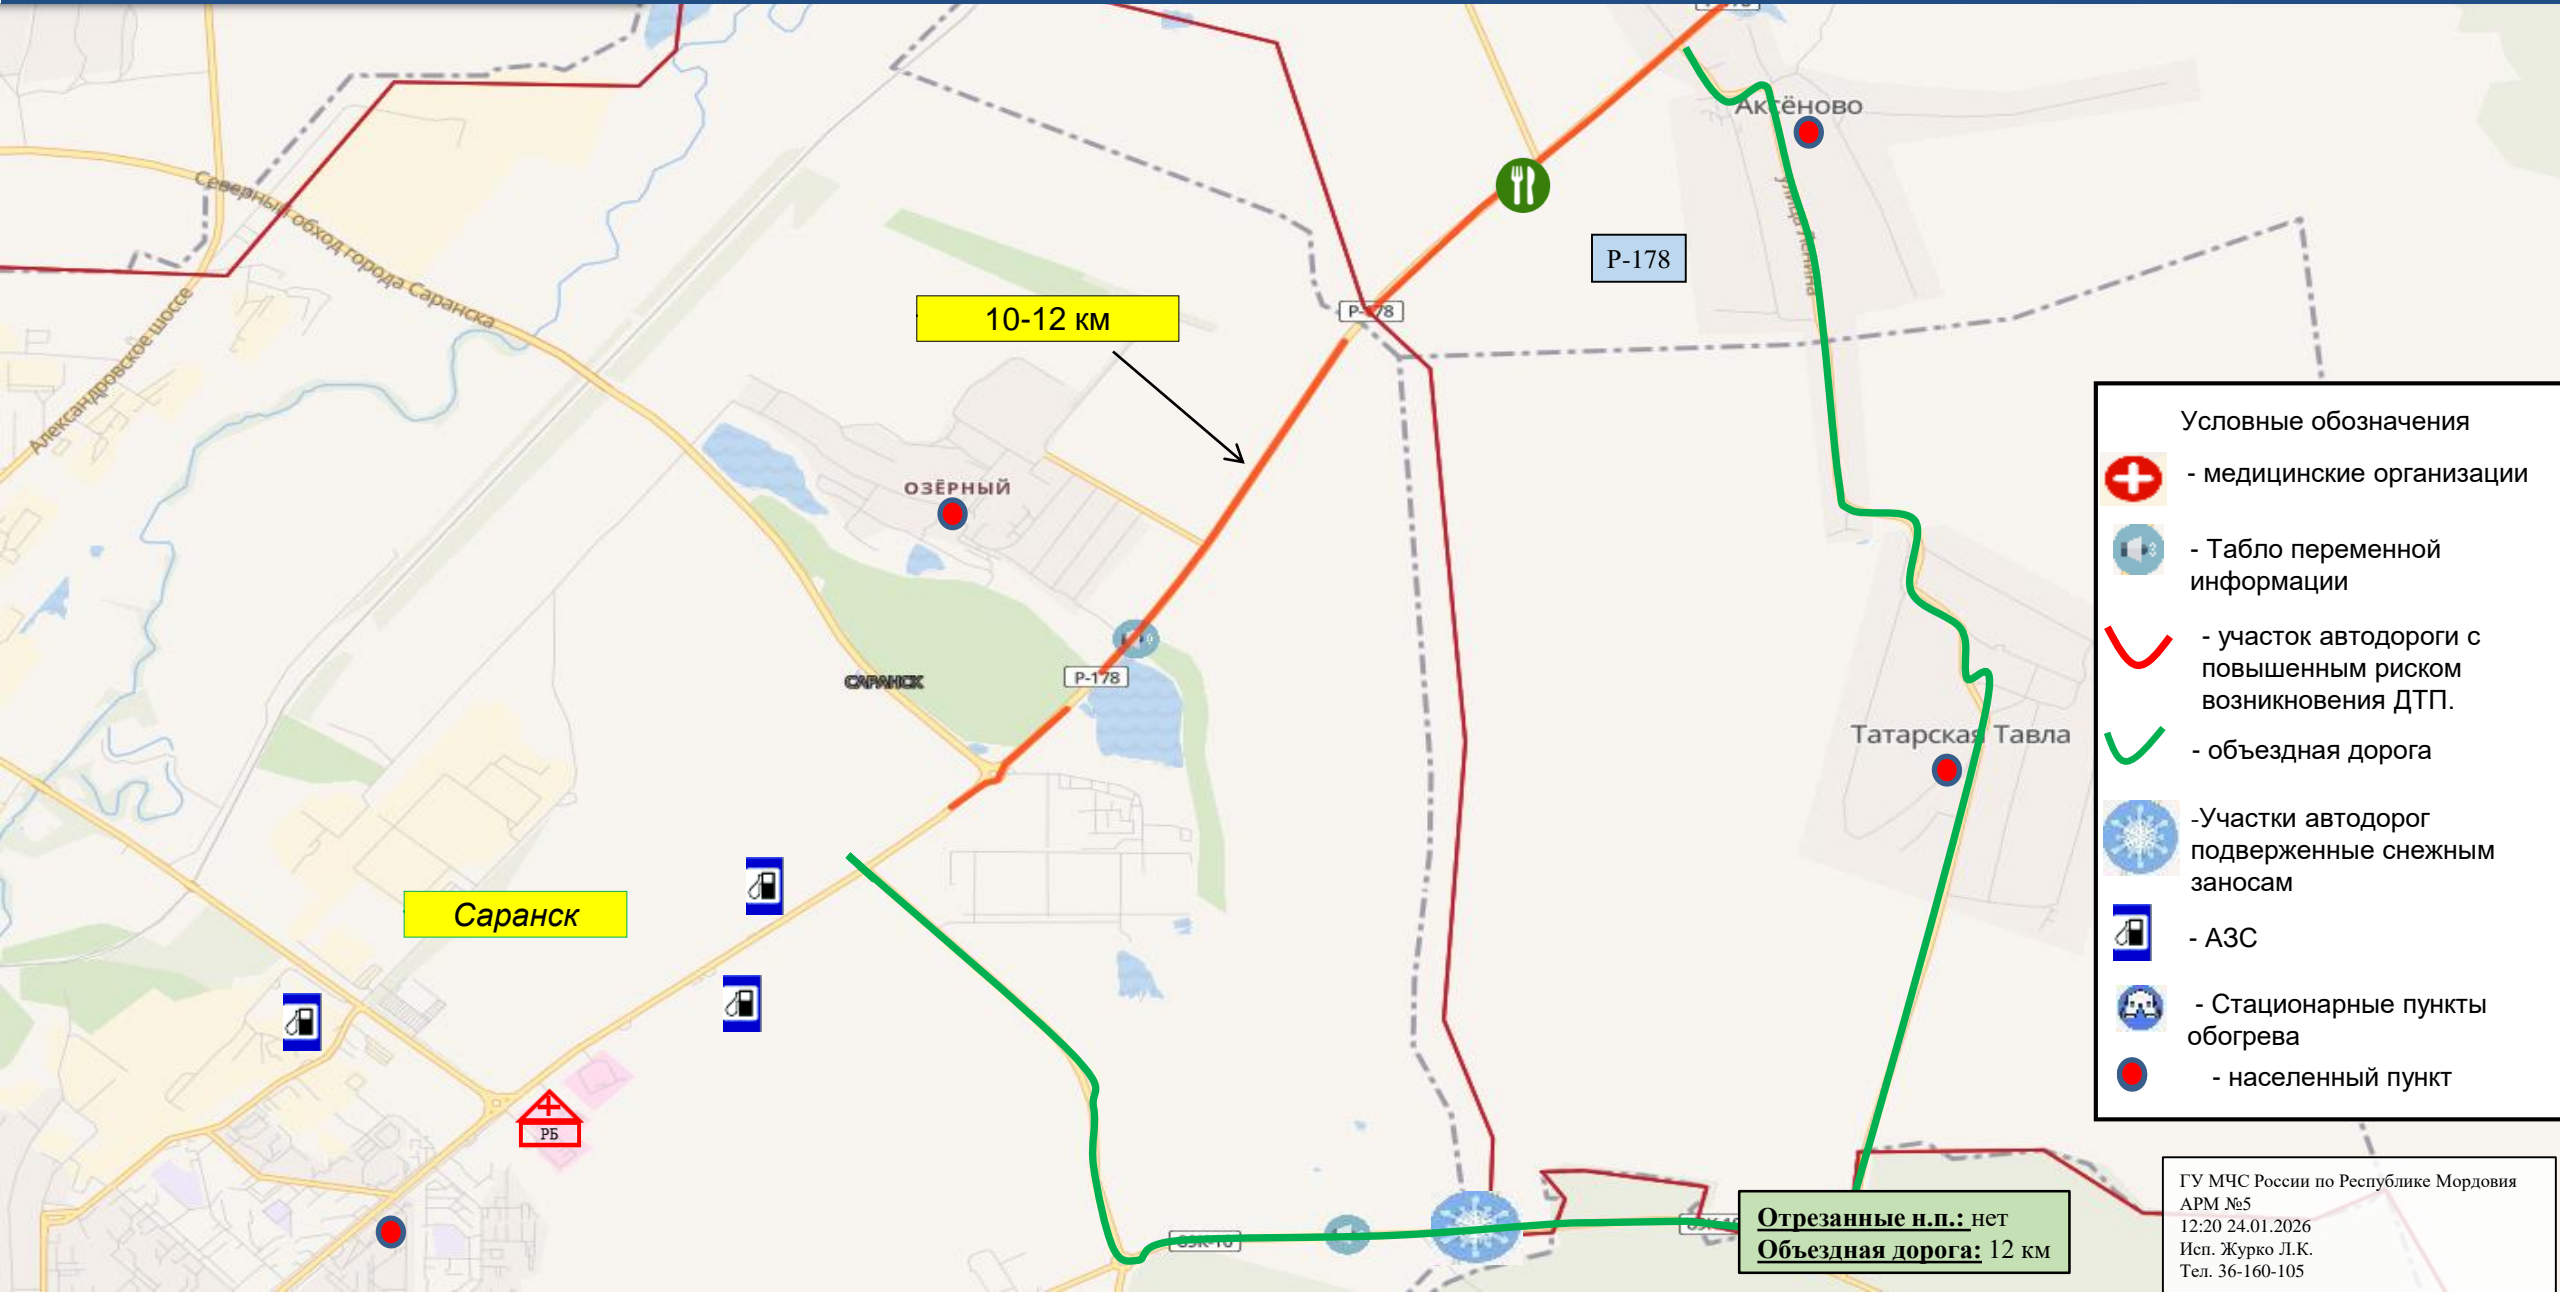 Р-178
Аксёново
Северный обход города Саранска
улица Ленина
Р-178
10-12 км
Р-178
Александровское шоссе
Условные обозначения
- медицинские организации
ОЗЁРНЫЙ
- Табло переменной
информации
- участок автодороги с
повышенным риском
возникновения ДТП.
Р-178
САРАНСК
Татарская Тавла
- объездная дорога
-Участки автодорог
подверженные снежным
заносам
Саранск
- АЗС
- Стационарные пункты
обогрева
- населенный пункт
РБ
Отрезанные н.п.: нет
Объездная дорога: 12 км
ГУ МЧС России по Республике Мордовия
АРМ №5
12:20 24.01.2026
Исп. Журко Л.К.
Тел. 36-160-105